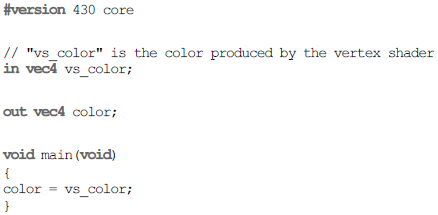 #version 430 core
// "vs_color" is the color produced by the vertex shader
in vec4 vs_color;
out vec4 color;
void main(void)
{
color = vs_color;
}